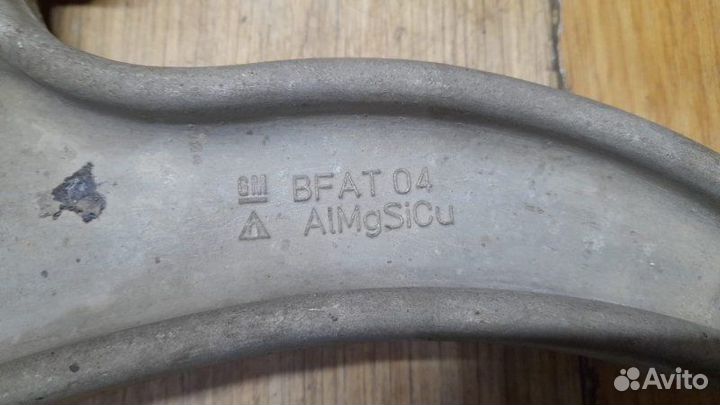 GM BFAT 04
AlMgSiCu
Avito